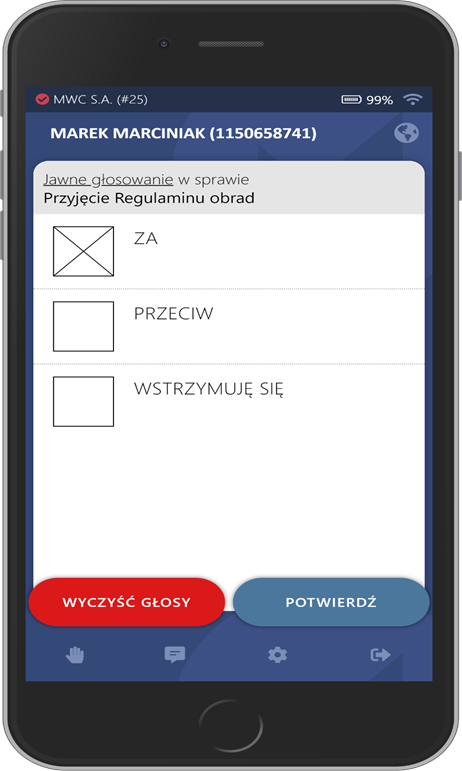 MWC S.A. (#25) 99%
MAREK MARCINIAK (1150658741)
Jawne głosowanie w sprawie
Przyjęcie Regulaminu obrad
ZA
PRZECIW
WSTRZYMUJĘ SIĘ
WYCZYŚĆ GŁOSY POTWIERDŹ